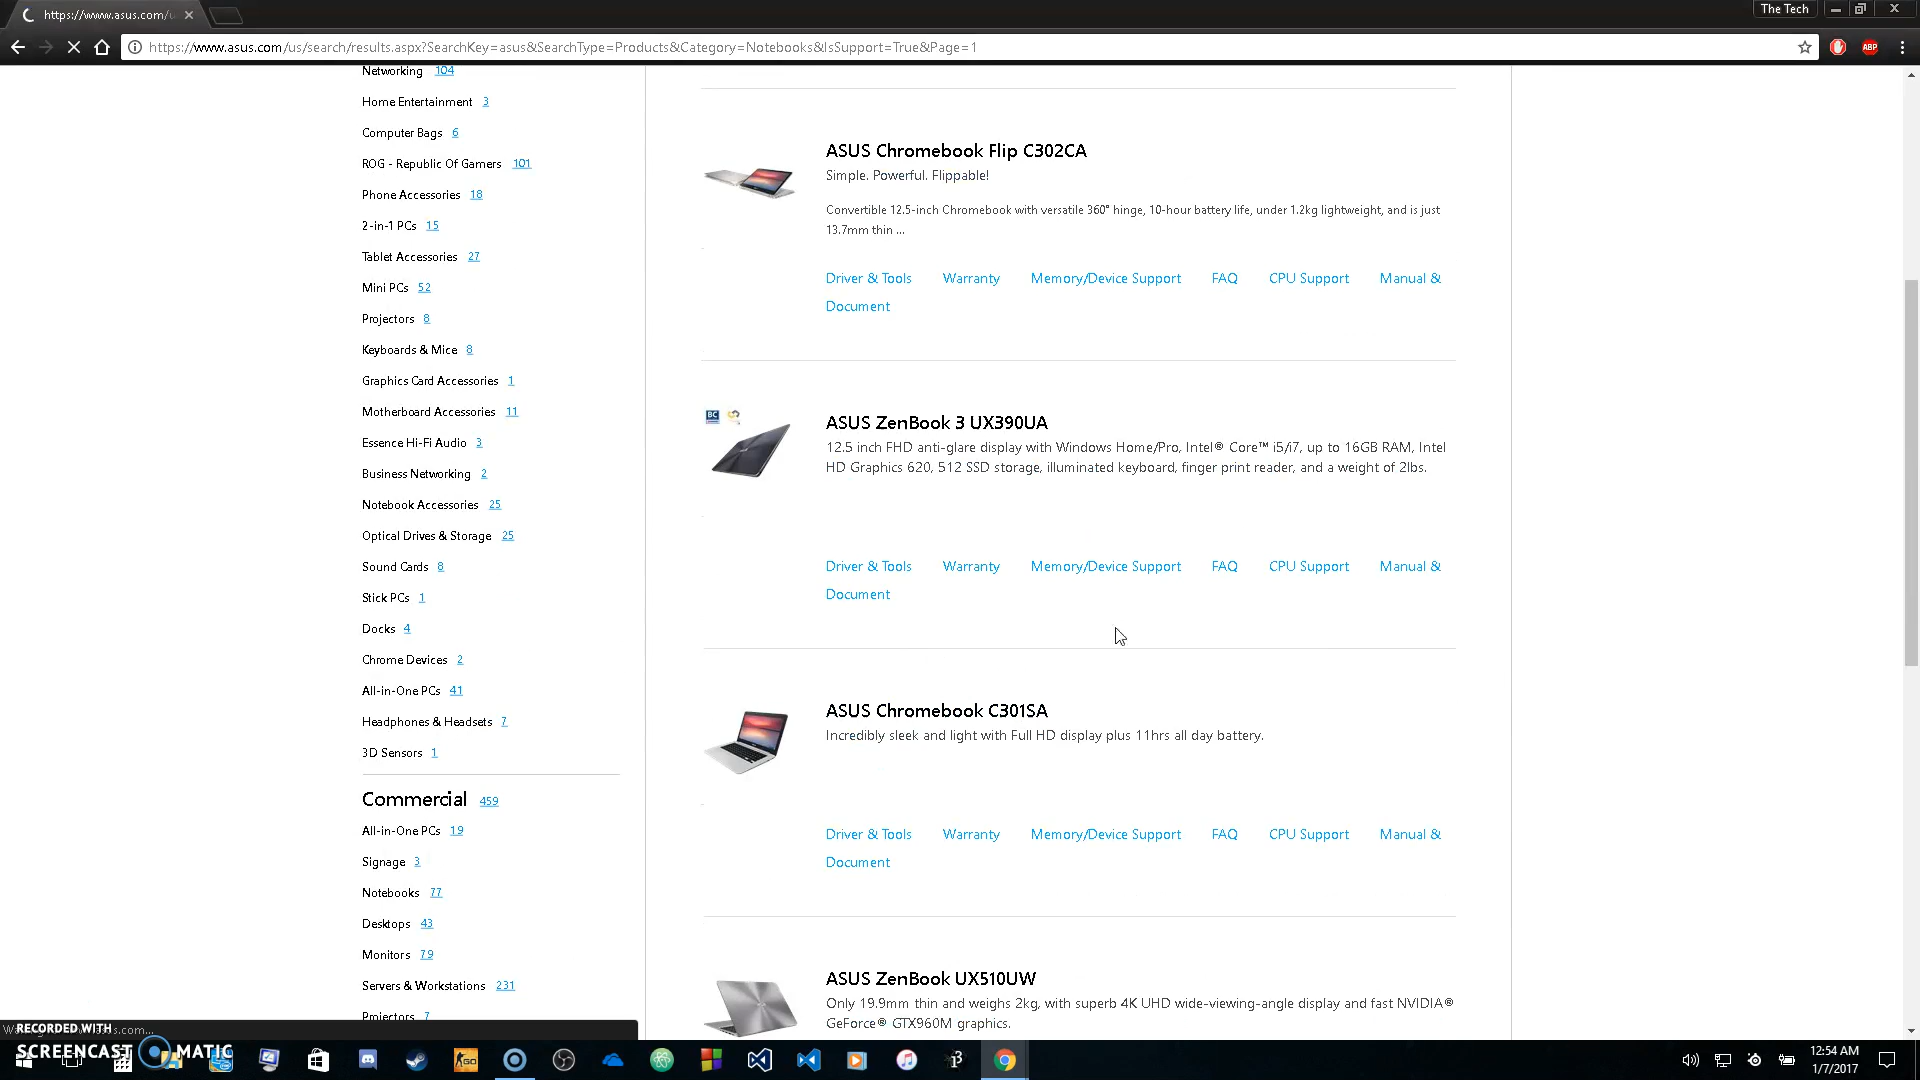 https://www.asus.com/u
The Tech
https://www.asus.com/us/search/results.aspx?SearchKey=asus&SearchType=Products&Category=Notebooks&IsSupport=True&Page=1
ABP
Networking 104
Home Entertainment 3
Computer Bags 6
ROG - Republic Of Gamers 101
Phone Accessories 18
2-in-1 PCs 15
Tablet Accessories 27
Mini PCs 52
Projectors 8
Keyboards & Mice 8
Graphics Card Accessories 1
Motherboard Accessories 11
Essence Hi-Fi Audio 3
Business Networking 2
Notebook Accessories 25
Optical Drives & Storage 25
Sound Cards 8
Stick PCs 1
Docks 4
Chrome Devices 2
All-in-One PCs 41
Headphones & Headsets 7
3D Sensors 1
Commercial 459
All-in-One PCs 19
Signage 3
Notebooks 77
Desktops 43
Monitors 79
Servers & Workstations 231
Projectors 7
ASUS Chromebook Flip C302CA
Simple. Powerful. Flippable!
Convertible 12.5-inch Chromebook with versatile 360° hinge, 10-hour battery life, under 1.2kg lightweight, and is just
13.7mm thin ...
Driver & Tools Warranty Memory/Device Support FAQ CPU Support Manual &
Document
BC
ASUS ZenBook 3 UX390UA
12.5 inch FHD anti-glare display with Windows Home/Pro, Intel® Core™ i5/i7, up to 16GB RAM, Intel
HD Graphics 620, 512 SSD storage, illuminated keyboard, finger print reader, and a weight of 2lbs.
Driver & Tools Warranty Memory/Device Support FAQ CPU Support Manual &
Document
ASUS Chromebook C301SA
Incredibly sleek and light with Full HD display plus 11hrs all day battery.
Driver & Tools Warranty Memory/Device Support FAQ CPU Support Manual &
Document
ASUS ZenBook UX510UW
Only 19.9mm thin and weighs 2kg, with superb 4K UHD wide-viewing-angle display and fast NVIDIA®
GeForce® GTX960M graphics.
RECORDED WITH
SCREENCAST MATIC
GO
i3
12:54 AM
1/7/2017